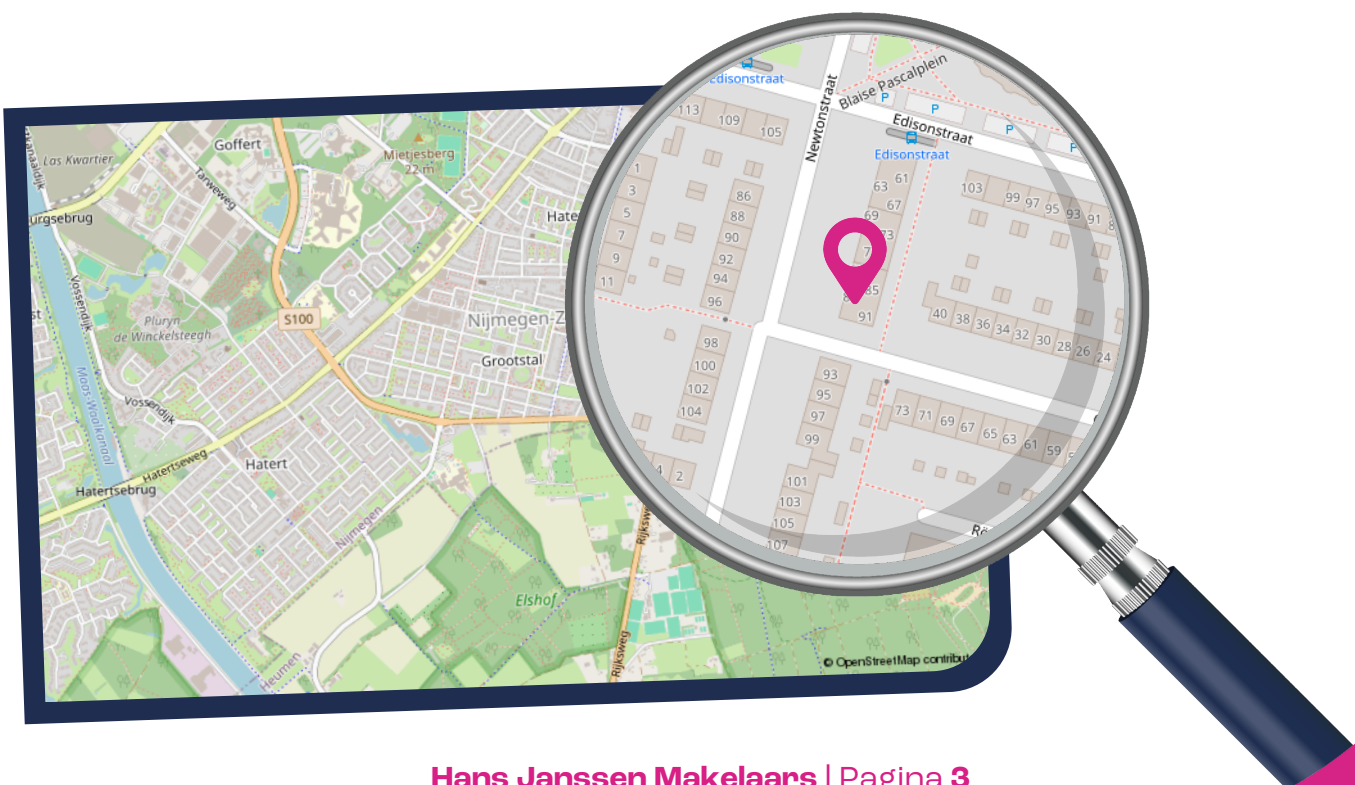 Las Kwartier
Goffert
Mietjesberg
22 m
Tarweweg
Vossendijk
Pluryn
de Winckelsteegh
S100
Grootstal
Maas-Waalkanaal
Vossendijk
Hatertseweg
Hatert
Hatertsebrug
Nijmegen
Heumen
Elshof
Rijksweg
© OpenStreetMap
Edisonstraat
Newtonstraat
Blaise Pascalplein
P
P
P
Edisonstraat
Edisonstraat
113
109
105
1
3
5
7
9
11
86
88
90
92
94
96
98
100
102
104
2
63
61
67
69
91
103
99
97
95
93
91
40
38
36
34
32
30
28
26
24
93
95
97
99
101
103
105
107
73
71
69
67
65
63
61
59
Hans Janssen Makelaars | Pagina 3